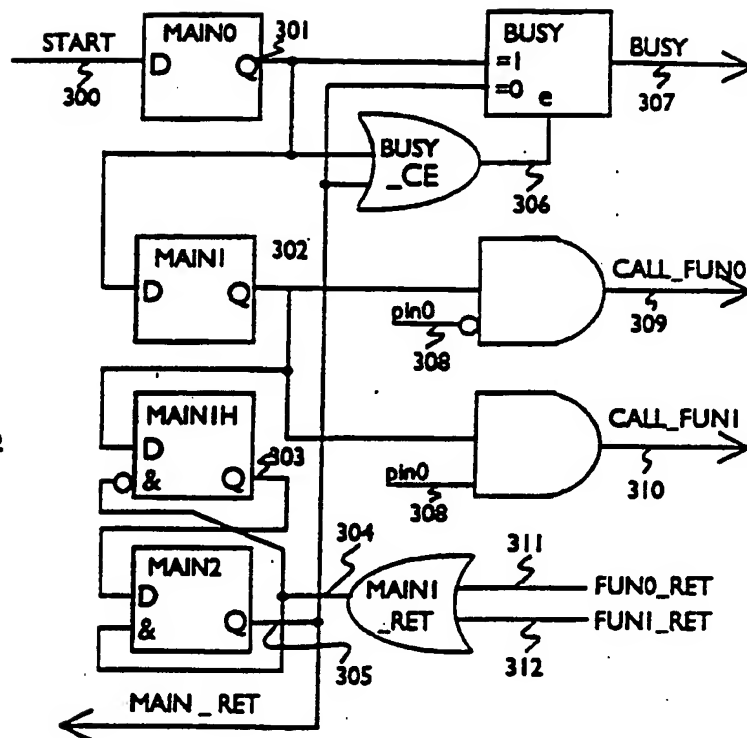 START
300
MAIN0
D
Q
301
BUSY
=1
=0
e
BUSY
307
BUSY
_CE
306
302
MAIN1
D
Q
pin0
308
CALL_FUN0
309
MAIN1H
D
&
Q
303
pin0
308
CALL_FUN1
310
MAIN2
D
&
Q
304
305
MAIN1
_RET
311
FUN0_RET
FUN1_RET
312
MAIN_RET